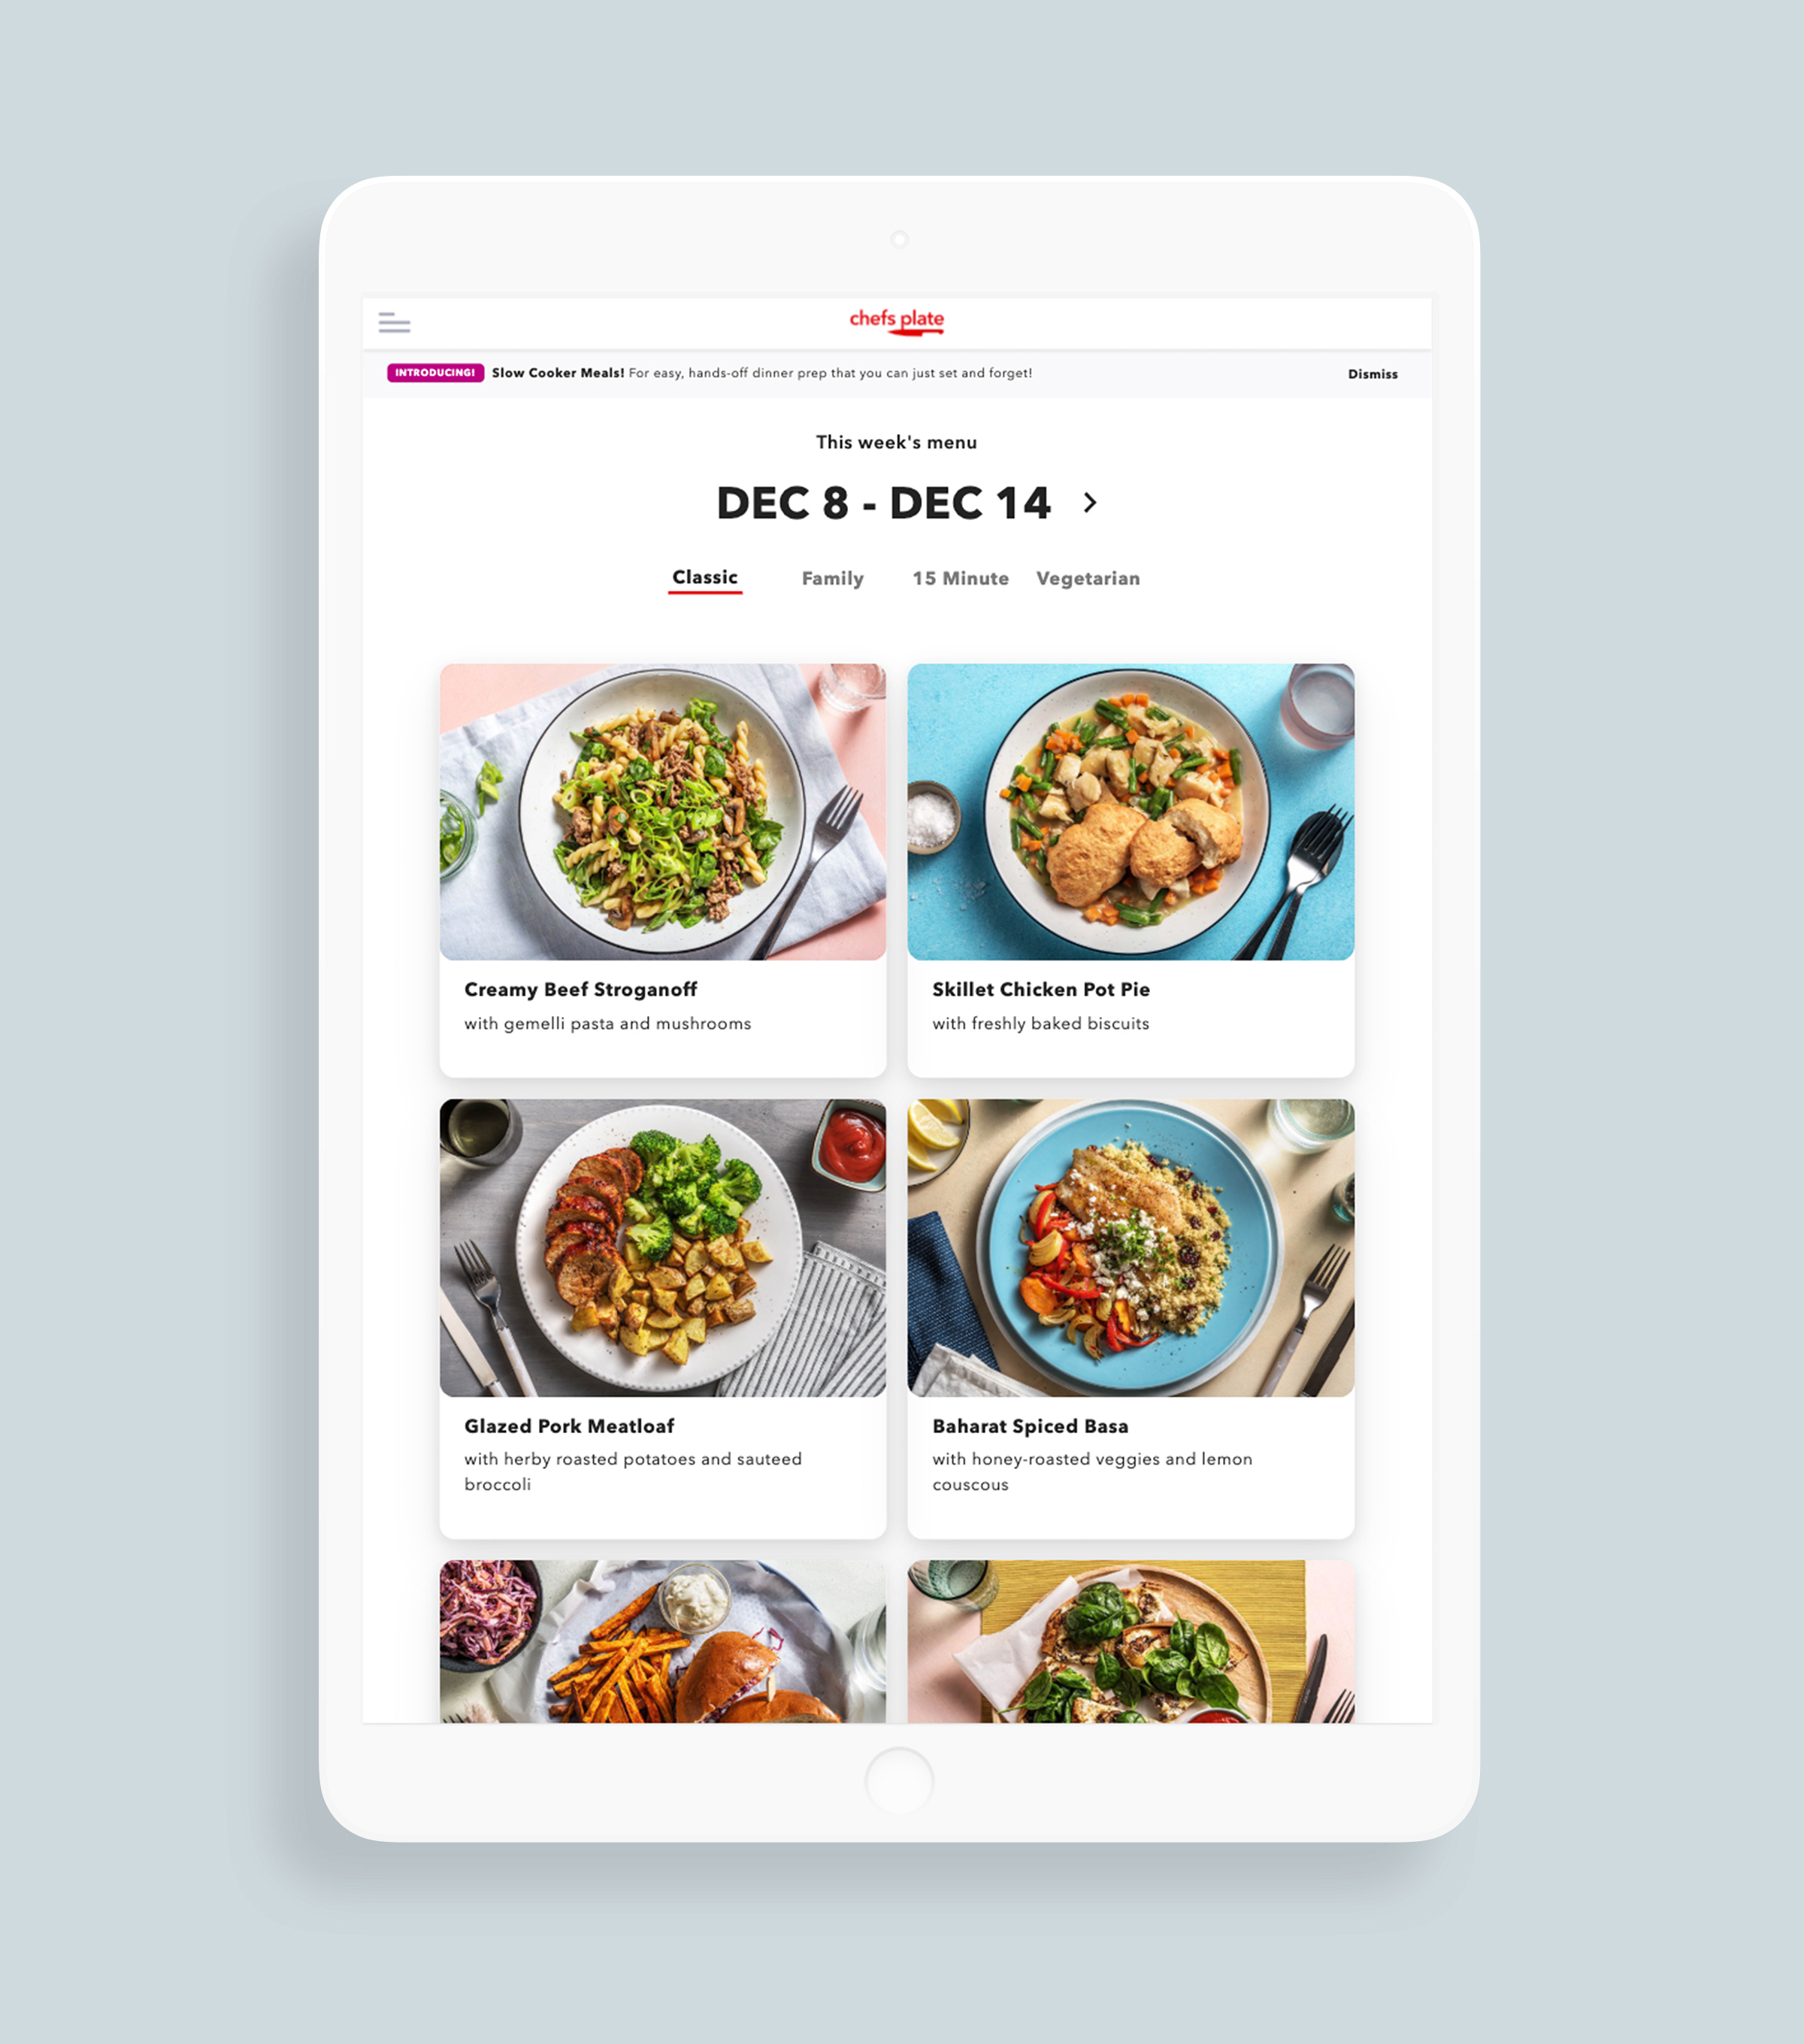 chefs plate
INTRODUCING! Slow Cooker Meals! For easy, hands-off dinner prep that you can just set and forget!
Dismiss
This week's menu
DEC 8 - DEC 14
Classic
Family
15 Minute
Vegetarian
Creamy Beef Stroganoff
with gemelli pasta and mushrooms
Skillet Chicken Pot Pie
with freshly baked biscuits
Glazed Pork Meatloaf
with herby roasted potatoes and sauteed
broccoli
Baharat Spiced Basa
with honey-roasted veggies and lemon
couscous